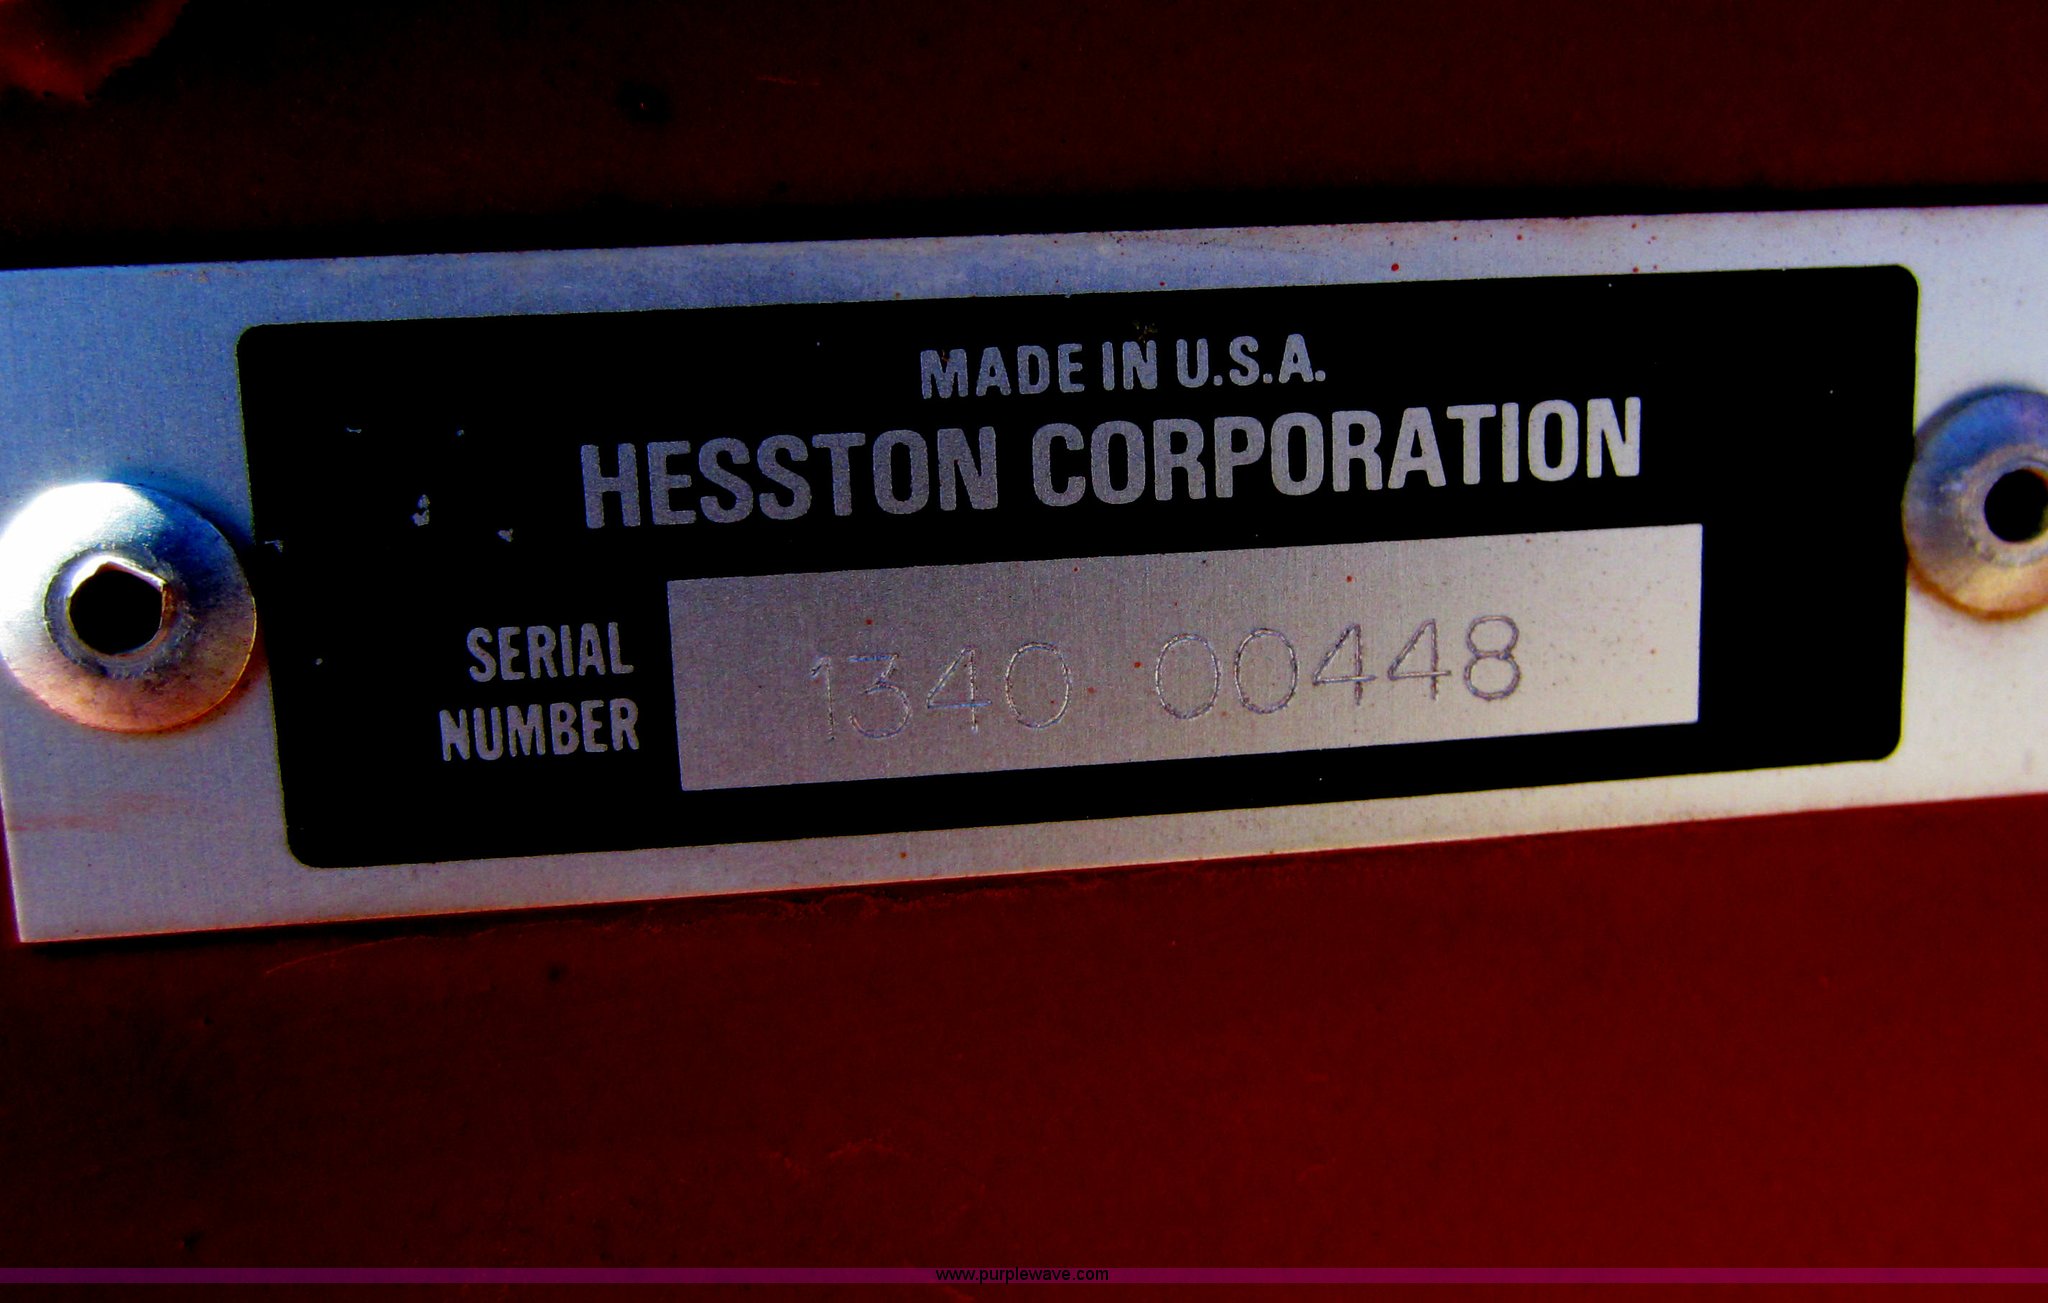 MADE IN U.S.A.
HESSTON CORPORATION
SERIAL NUMBER
1340 00448
www.purplewave.com